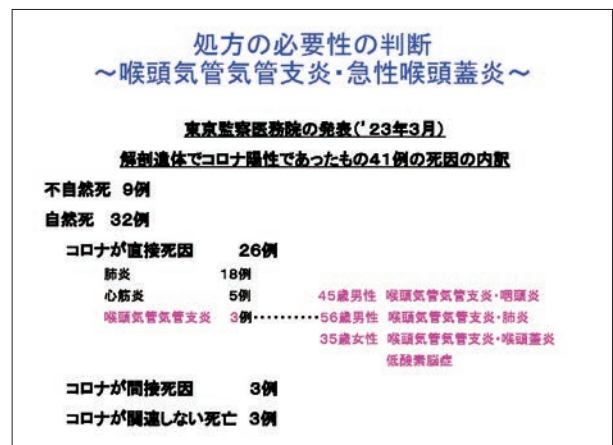 処方の必要性の判断
~喉頭気管気管支炎・急性喉頭蓋炎~
東京監察医務院の発表('23年3月)
解剖遺体でコロナ陽性であったもの41例の死因の内訳
不自然死 9例
自然死 32例
コロナが直接死因 26例
肺炎 18例
心筋炎 5例 45歳男性 喉頭気管気管支炎・咽頭炎
喉頭気管気管支炎 3例・・・・・・・・・・56歳男性 喉頭気管気管支炎・肺炎
35歳女性 喉頭気管気管支炎・喉頭蓋炎
低酸素脳症
コロナが間接死因 3例
コロナが関連しない死亡 3例